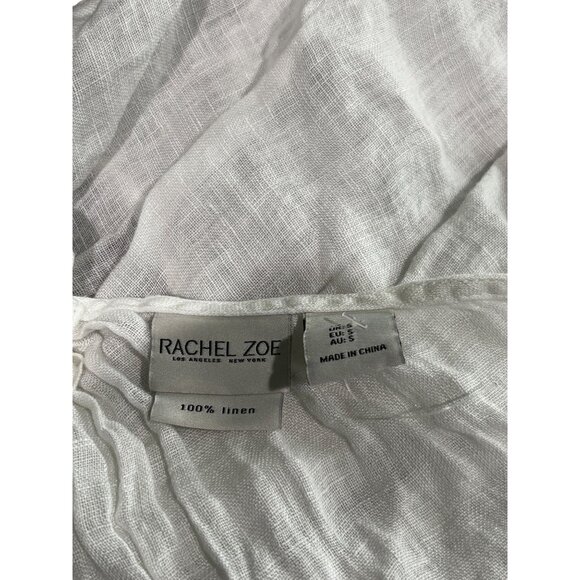 RACHEL ZOE
LOS ANGELES NEW YORK
100% linen
EU: S
AU: S
MADE IN CHINA